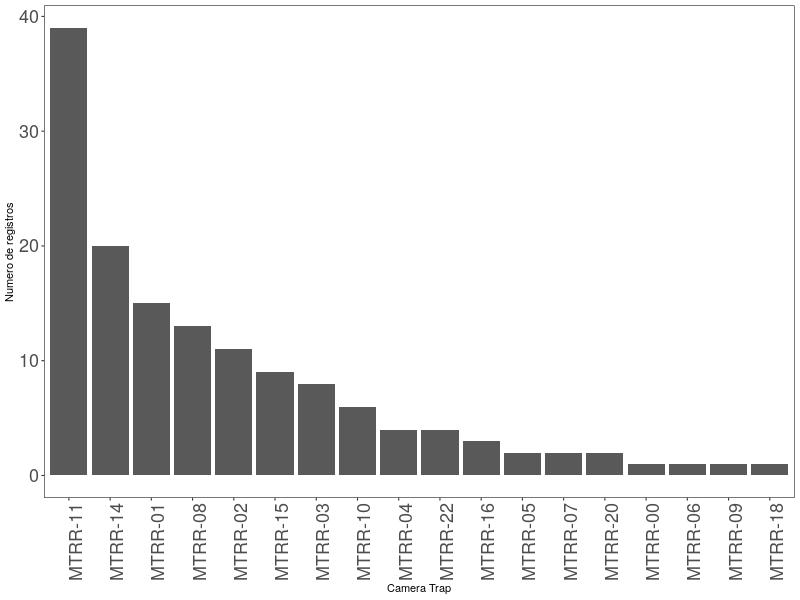 40
30
20
10
0
Numero de registros
MTRR-11
MTRR-14
MTRR-01
MTRR-08
MTRR-02
MTRR-15
MTRR-03
MTRR-10
MTRR-04
MTRR-22
MTRR-16
MTRR-05
MTRR-07
MTRR-20
MTRR-00
MTRR-06
MTRR-09
MTRR-18
Camera Trap